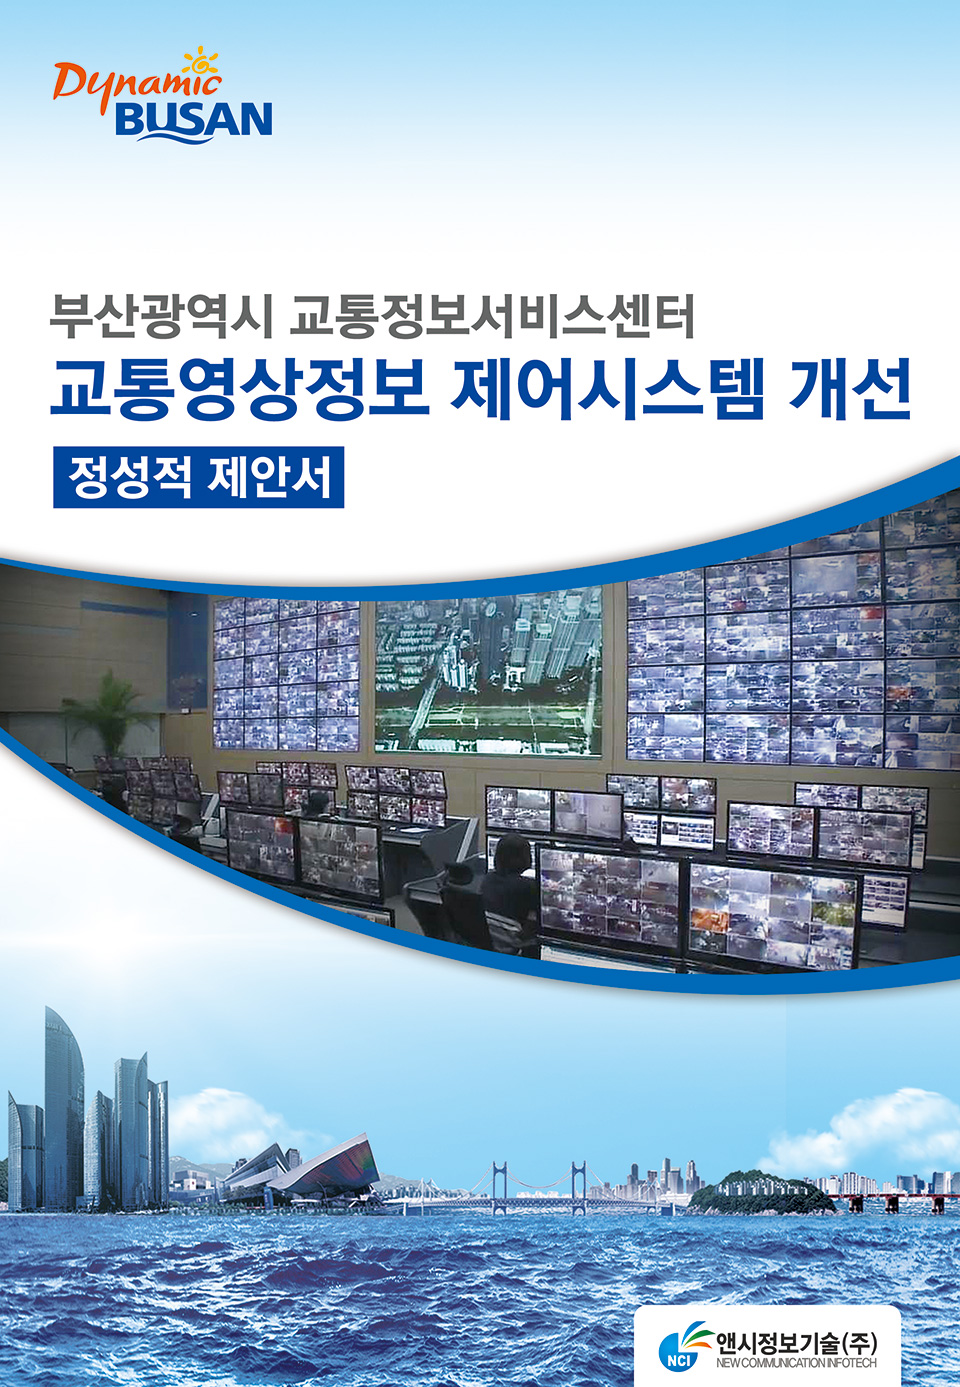 Dynamic
BUSAN
부산광역시 교통정보서비스센터
교통영상정보 제어시스템 개선
정성적 제안서
NCI
앤시정보기술(주)
NEW COMMUNICATION INFOTECH